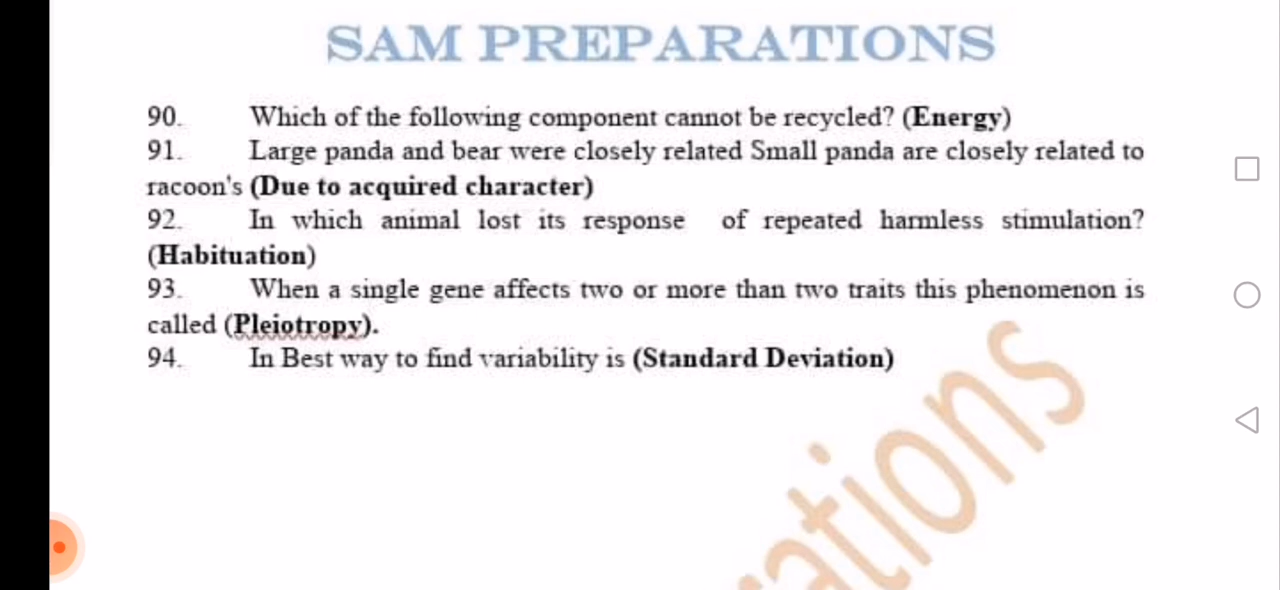 SAM PREPARATIONS
90. Which of the following component cannot be recycled? (Energy)
91. Large panda and bear were closely related Small panda are closely related to
racoon's (Due to acquired character)
92. In which animal lost its response of repeated harmless stimulation?
(Habituation)
93. When a single gene affects two or more than two traits this phenomenon is
called (Pleiotropy).
94. In Best way to find variability is (Standard Deviation)
ations